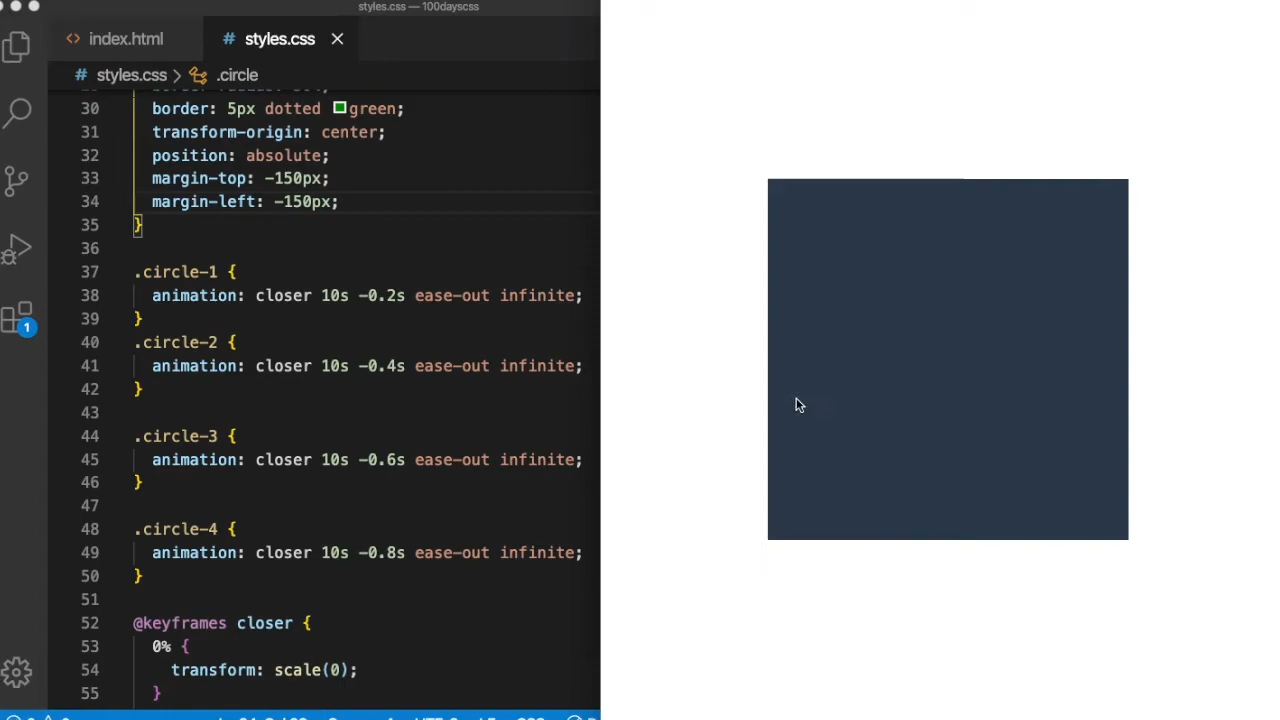 styles.css — 100dayscss
index.html
# styles.css
# styles.css > .circle
30 border: 5px dotted green;
31 transform-origin: center;
32 position: absolute;
33 margin-top: -150px;
34 margin-left: -150px;
35 }
36
37 .circle-1 {
38 animation: closer 10s -0.2s ease-out infinite;
39 }
40 .circle-2 {
41 animation: closer 10s -0.4s ease-out infinite;
42 }
43
44 .circle-3 {
45 animation: closer 10s -0.6s ease-out infinite;
46 }
47
48 .circle-4 {
49 animation: closer 10s -0.8s ease-out infinite;
50 }
51
52 @keyframes closer {
53 0% {
54 transform: scale(0);
55 }
1